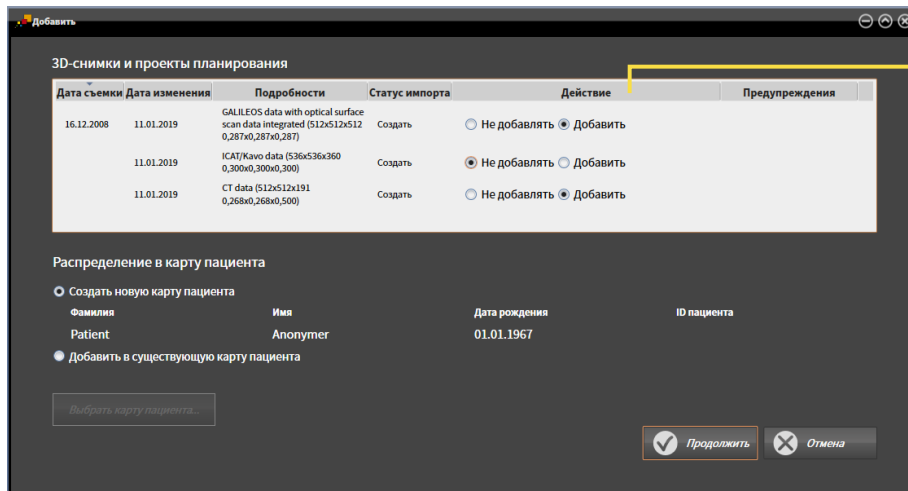 Добавить
3D-снимки и проекты планирования
Дата съемки Дата изменения Подробности Статус импорта Действие Предупреждения
GALILEOS data with optical surface
16.12.2008 11.01.2019 scan data integrated (512x512x512 Создать Не добавлять Добавить
0,287x0,287x0,287)
ICAT/Kavo data (536x536x360
11.01.2019 Создать Не добавлять Добавить
0,300x0,300x0,300)
CT data (512x512x191
11.01.2019 Создать Не добавлять Добавить
0,268x0,268x0,500)
Распределение в карту пациента
Создать новую карту пациента
Фамилия Имя Дата рождения ID пациента
Patient Anonymer 01.01.1967
Добавить в существующую карту пациента
Выбрать карту пациента...
Продолжить Отмена